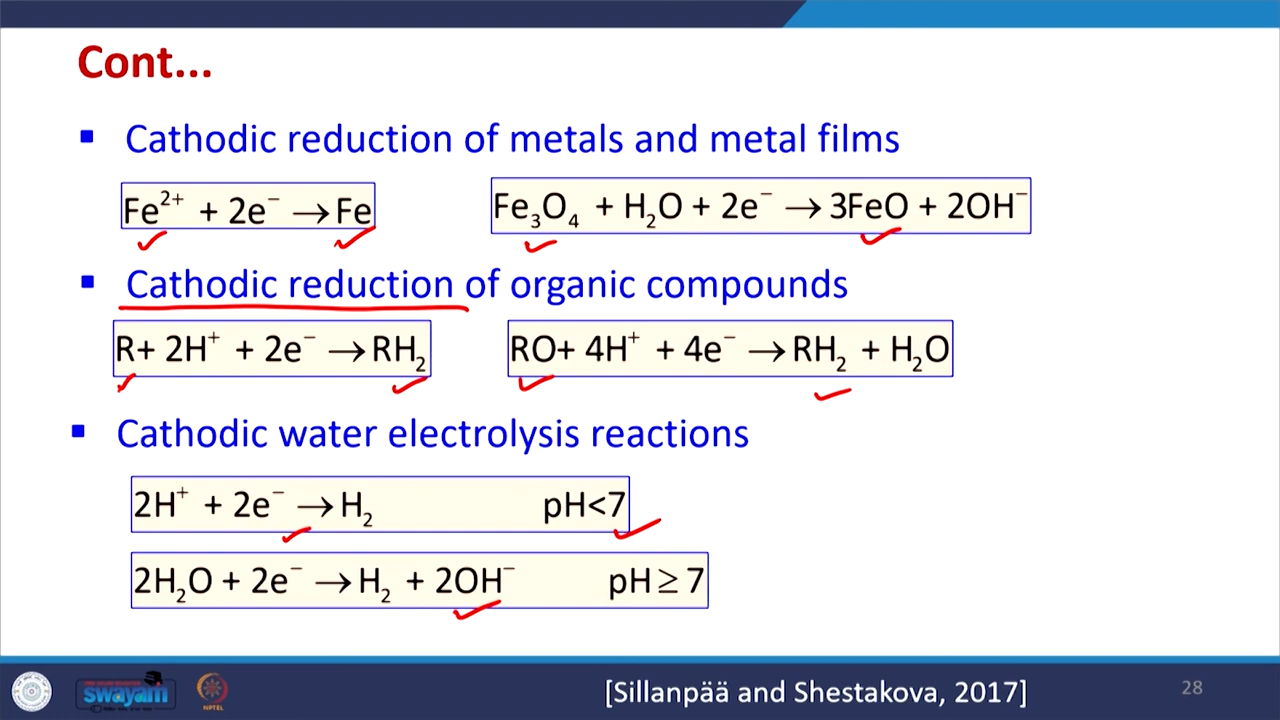 Cont...
▪ Cathodic reduction of metals and metal films
Fe²⁺ + 2e⁻ → Fe
Fe₃O₄ + H₂O + 2e⁻ → 3FeO + 2OH⁻
▪ Cathodic reduction of organic compounds
R+ 2H⁺ + 2e⁻ → RH₂
RO+ 4H⁺ + 4e⁻ → RH₂ + H₂O
▪ Cathodic water electrolysis reactions
2H⁺ + 2e⁻ → H₂ pH<7
2H₂O + 2e⁻ → H₂ + 2OH⁻ pH ≥ 7
swayam
NPTEL
[Sillanpää and Shestakova, 2017]
28